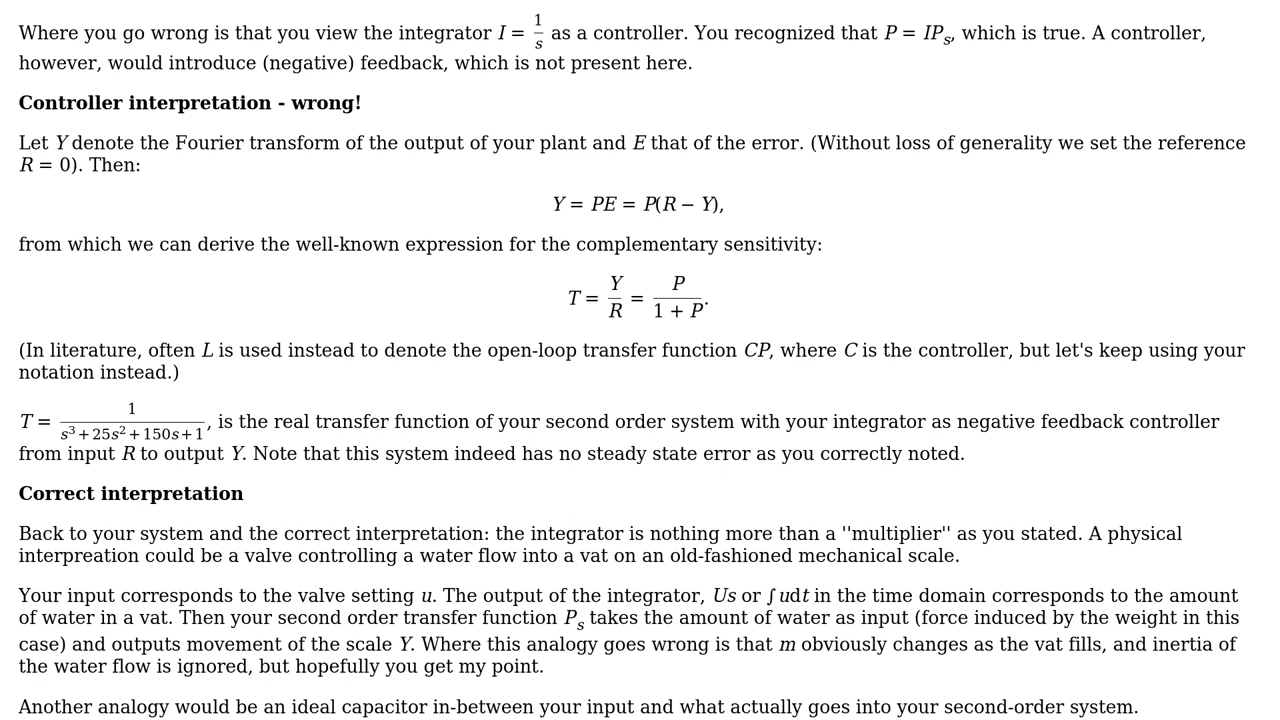 Where you go wrong is that you view the integrator I = 1/s as a controller. You recognized that P = IP_s, which is true. A controller,
however, would introduce (negative) feedback, which is not present here.
Controller interpretation - wrong!
Let Y denote the Fourier transform of the output of your plant and E that of the error. (Without loss of generality we set the reference
R = 0). Then:
Y = PE = P(R − Y),
from which we can derive the well-known expression for the complementary sensitivity:
T = Y/R = P/(1 + P).
(In literature, often L is used instead to denote the open-loop transfer function CP, where C is the controller, but let's keep using your
notation instead.)
T = 1/(s³+25s²+150s+1), is the real transfer function of your second order system with your integrator as negative feedback controller
from input R to output Y. Note that this system indeed has no steady state error as you correctly noted.
Correct interpretation
Back to your system and the correct interpretation: the integrator is nothing more than a ''multiplier'' as you stated. A physical
interpreation could be a valve controlling a water flow into a vat on an old-fashioned mechanical scale.
Your input corresponds to the valve setting u. The output of the integrator, Us or ∫udt in the time domain corresponds to the amount
of water in a vat. Then your second order transfer function P_s takes the amount of water as input (force induced by the weight in this
case) and outputs movement of the scale Y. Where this analogy goes wrong is that m obviously changes as the vat fills, and inertia of
the water flow is ignored, but hopefully you get my point.
Another analogy would be an ideal capacitor in-between your input and what actually goes into your second-order system.